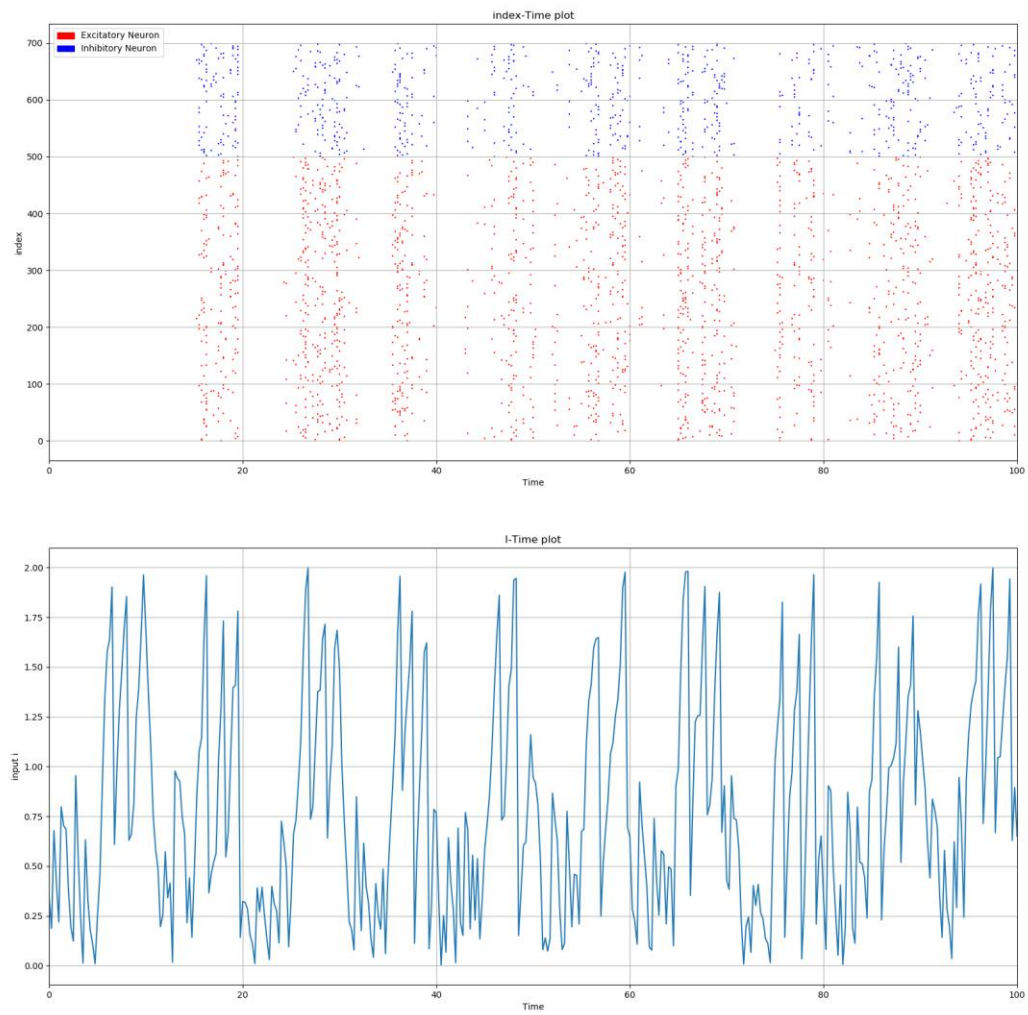 index-Time plot
Excitatory Neuron
Inhibitory Neuron
700
600
500
400
300
200
100
0
index
0 20 40 60 80 100
Time
I-Time plot
2.00
1.75
1.50
1.25
1.00
0.75
0.50
0.25
0.00
input i
0 20 40 60 80 100
Time